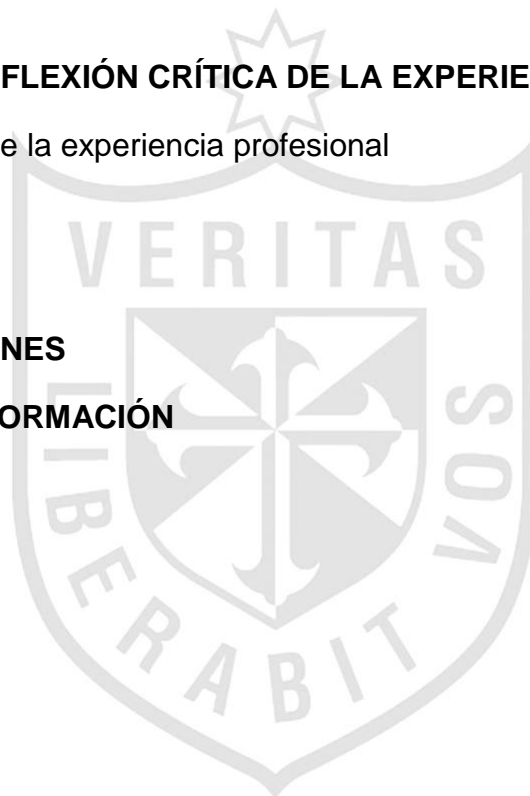 FLEXIÓN CRÍTICA DE LA EXPERIE
e la experiencia profesional
VERITAS
NES
ORMACIÓN
LIBERABIT VOS